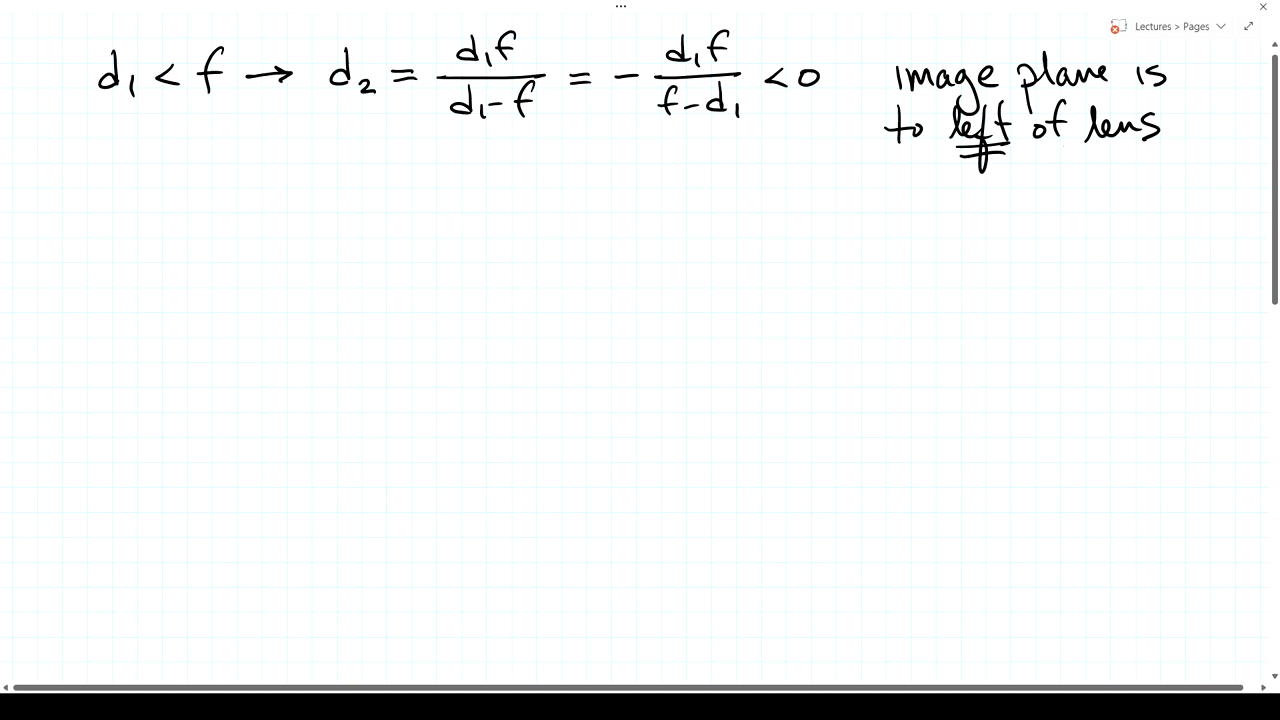 ...
Lectures > Pages
d₁ < f → d₂ = d₁f / (d₁ - f) = - d₁f / (f - d₁) < 0 image plane is
to left of lens